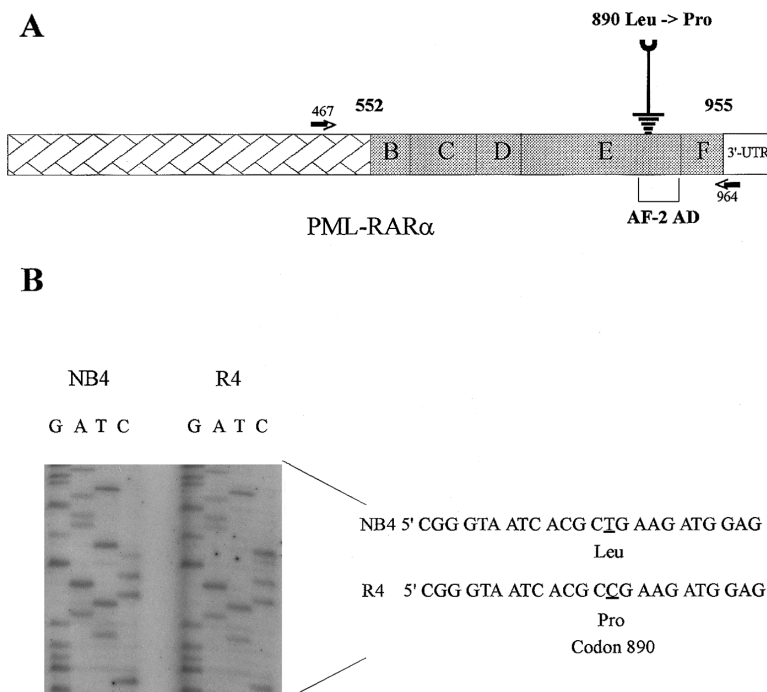 A
890 Leu -> Pro
467
552
955
B C D E F 3'-UTR
964
AF-2 AD
PML-RARα
B
NB4 R4
G A T C G A T C
NB4 5' CGG GTA ATC ACG CTG AAG ATG GAG
Leu
R4 5' CGG GTA ATC ACG CCG AAG ATG GAG
Pro
Codon 890